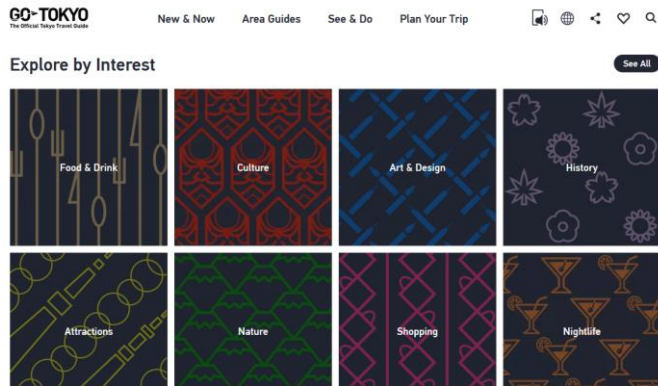 GO TOKYO
The Official Tokyo Travel Guide
New & Now
Area Guides
See & Do
Plan Your Trip
Explore by Interest
See All
Food & Drink
Culture
Art & Design
History
Attractions
Nature
Shopping
Nightlife